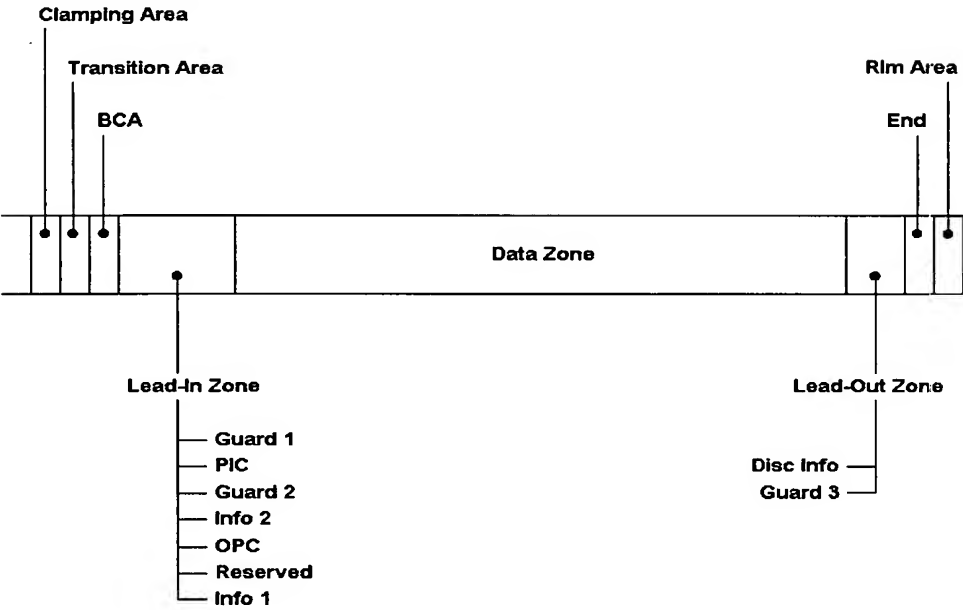 Clamping Area
Transition Area
Rim Area
BCA
End
Data Zone
Lead-In Zone
Lead-Out Zone
Guard 1
PIC
Guard 2
Info 2
OPC
Reserved
Info 1
Disc Info
Guard 3